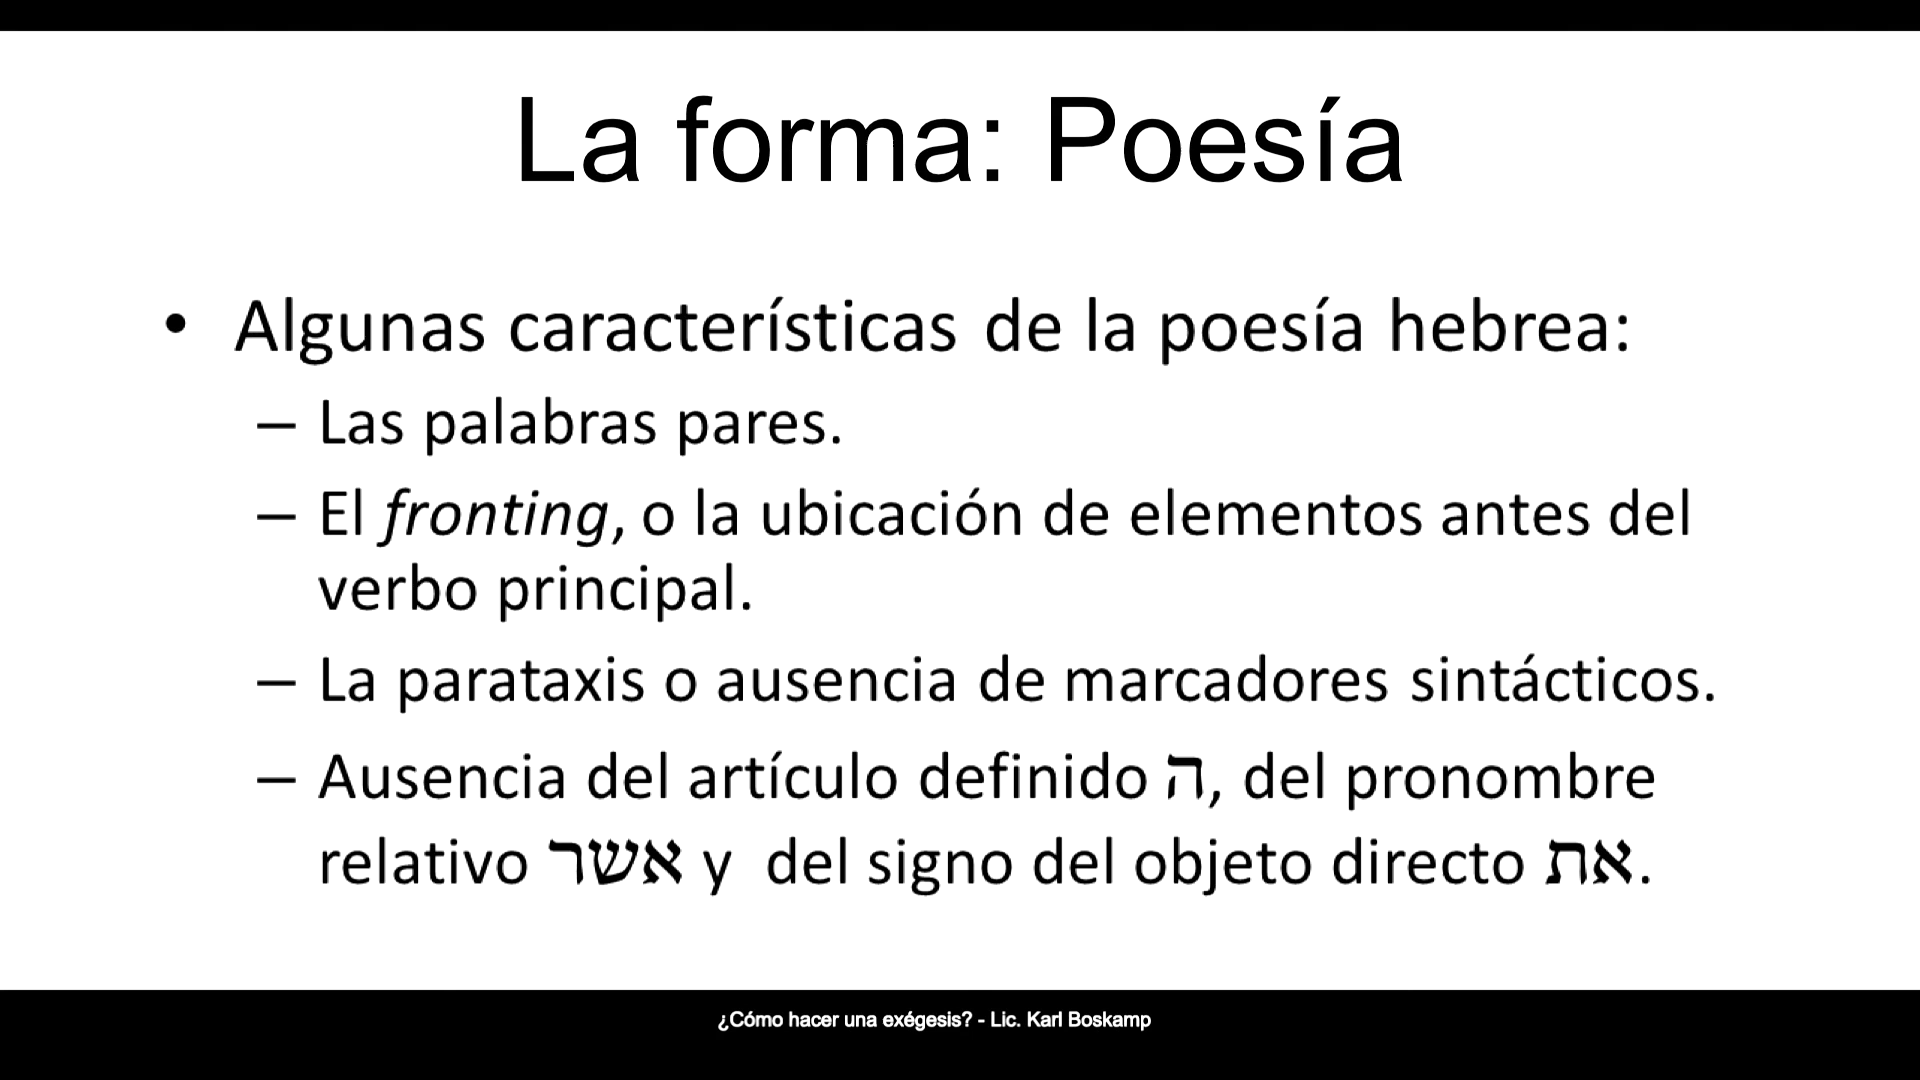 La forma: Poesía
• Algunas características de la poesía hebrea:
– Las palabras pares.
– El fronting, o la ubicación de elementos antes del
verbo principal.
– La parataxis o ausencia de marcadores sintácticos.
– Ausencia del artículo definido ה, del pronombre
relativo אשר y del signo del objeto directo את.
¿Cómo hacer una exégesis? - Lic. Karl Boskamp